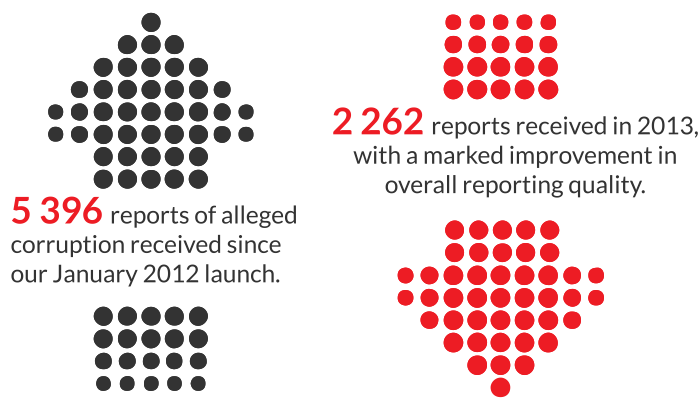 5 396 reports of alleged
corruption received since
our January 2012 launch.
2 262 reports received in 2013,
with a marked improvement in
overall reporting quality.